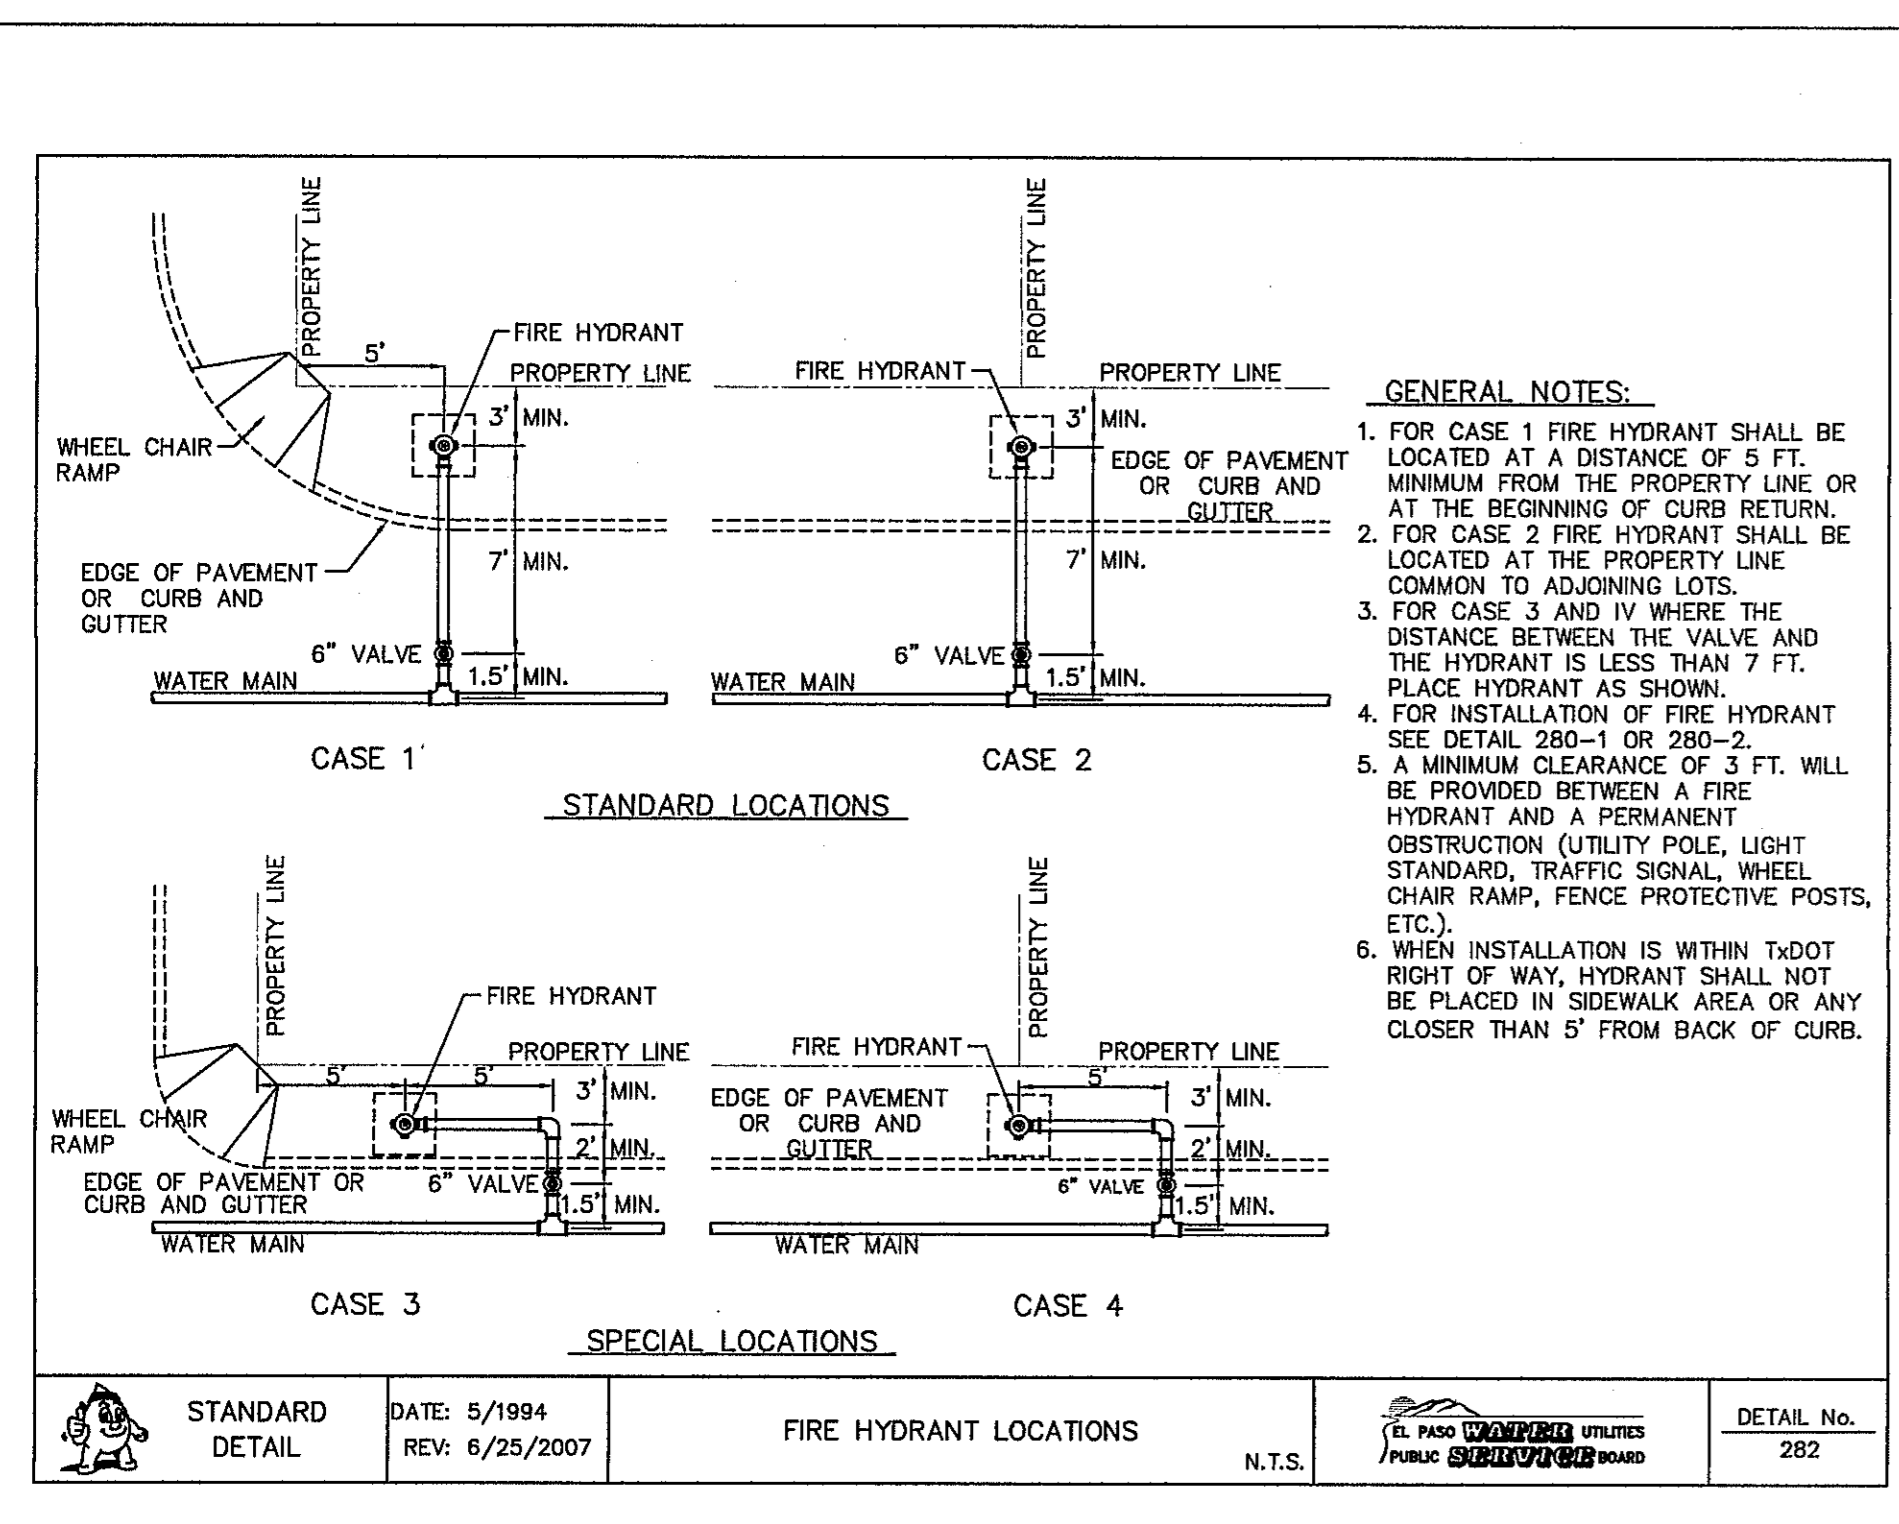 PROPERTY LINE
5'
FIRE HYDRANT
PROPERTY LINE
3' MIN.
WHEEL CHAIR
RAMP
EDGE OF PAVEMENT
OR CURB AND
GUTTER
7' MIN.
6" VALVE
1.5' MIN.
WATER MAIN
CASE 1
PROPERTY LINE
FIRE HYDRANT
PROPERTY LINE
3' MIN.
EDGE OF PAVEMENT
OR CURB AND
GUTTER
7' MIN.
6" VALVE
1.5' MIN.
WATER MAIN
CASE 2
STANDARD LOCATIONS
PROPERTY LINE
FIRE HYDRANT
PROPERTY LINE
5'
5'
3' MIN.
WHEEL CHAIR
RAMP
2' MIN.
EDGE OF PAVEMENT OR
CURB AND GUTTER
6" VALVE
1.5' MIN.
WATER MAIN
CASE 3
PROPERTY LINE
FIRE HYDRANT
PROPERTY LINE
5'
3' MIN.
EDGE OF PAVEMENT
OR CURB AND
GUTTER
2' MIN.
6" VALVE
1.5' MIN.
WATER MAIN
CASE 4
SPECIAL LOCATIONS
GENERAL NOTES:
1. FOR CASE 1 FIRE HYDRANT SHALL BE
LOCATED AT A DISTANCE OF 5 FT.
MINIMUM FROM THE PROPERTY LINE OR
AT THE BEGINNING OF CURB RETURN.
2. FOR CASE 2 FIRE HYDRANT SHALL BE
LOCATED AT THE PROPERTY LINE
COMMON TO ADJOINING LOTS.
3. FOR CASE 3 AND IV WHERE THE
DISTANCE BETWEEN THE VALVE AND
THE HYDRANT IS LESS THAN 7 FT.
PLACE HYDRANT AS SHOWN.
4. FOR INSTALLATION OF FIRE HYDRANT
SEE DETAIL 280-1 OR 280-2.
5. A MINIMUM CLEARANCE OF 3 FT. WILL
BE PROVIDED BETWEEN A FIRE
HYDRANT AND A PERMANENT
OBSTRUCTION (UTILITY POLE, LIGHT
STANDARD, TRAFFIC SIGNAL, WHEEL
CHAIR RAMP, FENCE PROTECTIVE POSTS,
ETC.).
6. WHEN INSTALLATION IS WITHIN TxDOT
RIGHT OF WAY, HYDRANT SHALL NOT
BE PLACED IN SIDEWALK AREA OR ANY
CLOSER THAN 5' FROM BACK OF CURB.
STANDARD
DETAIL
DATE: 5/1994
REV: 6/25/2007
FIRE HYDRANT LOCATIONS
N.T.S.
EL PASO WATER UTILITIES
PUBLIC SERVICE BOARD
DETAIL No.
282